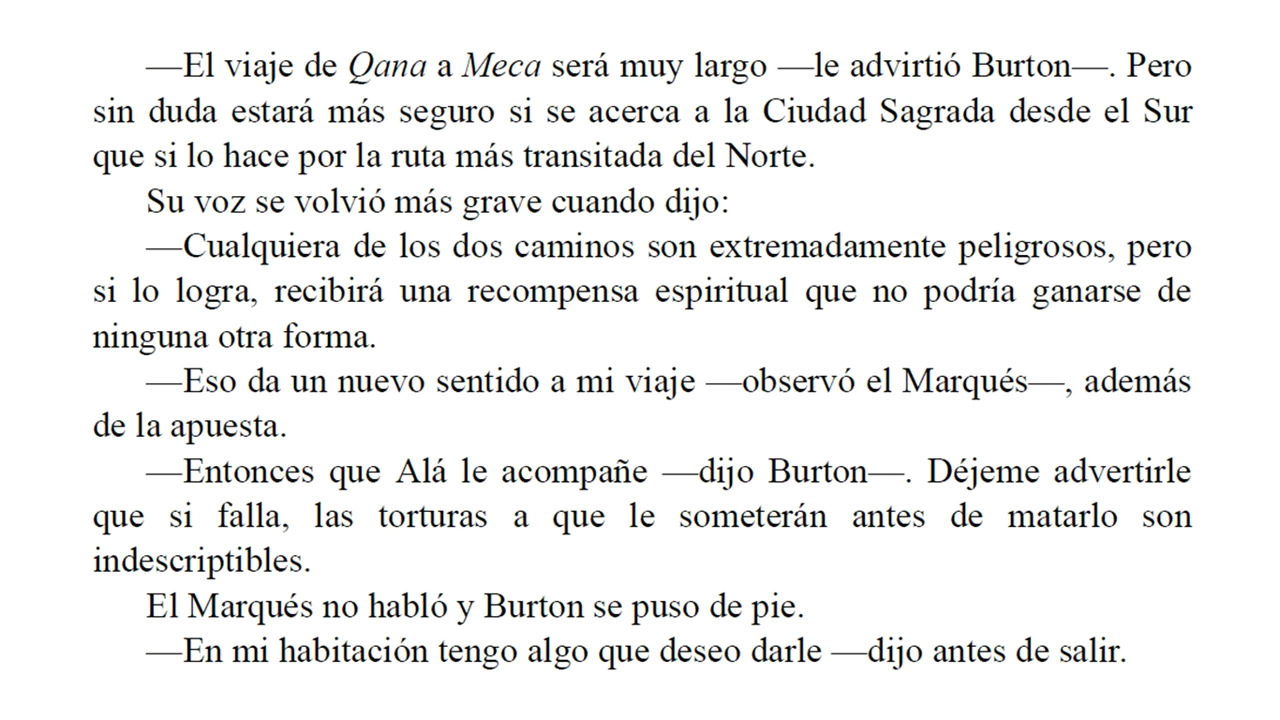 —El viaje de Qana a Meca será muy largo —le advirtió Burton—. Pero
sin duda estará más seguro si se acerca a la Ciudad Sagrada desde el Sur
que si lo hace por la ruta más transitada del Norte.
Su voz se volvió más grave cuando dijo:
—Cualquiera de los dos caminos son extremadamente peligrosos, pero
si lo logra, recibirá una recompensa espiritual que no podría ganarse de
ninguna otra forma.
—Eso da un nuevo sentido a mi viaje —observó el Marqués—, además
de la apuesta.
—Entonces que Alá le acompañe —dijo Burton—. Déjeme advertirle
que si falla, las torturas a que le someterán antes de matarlo son
indescriptibles.
El Marqués no habló y Burton se puso de pie.
—En mi habitación tengo algo que deseo darle —dijo antes de salir.